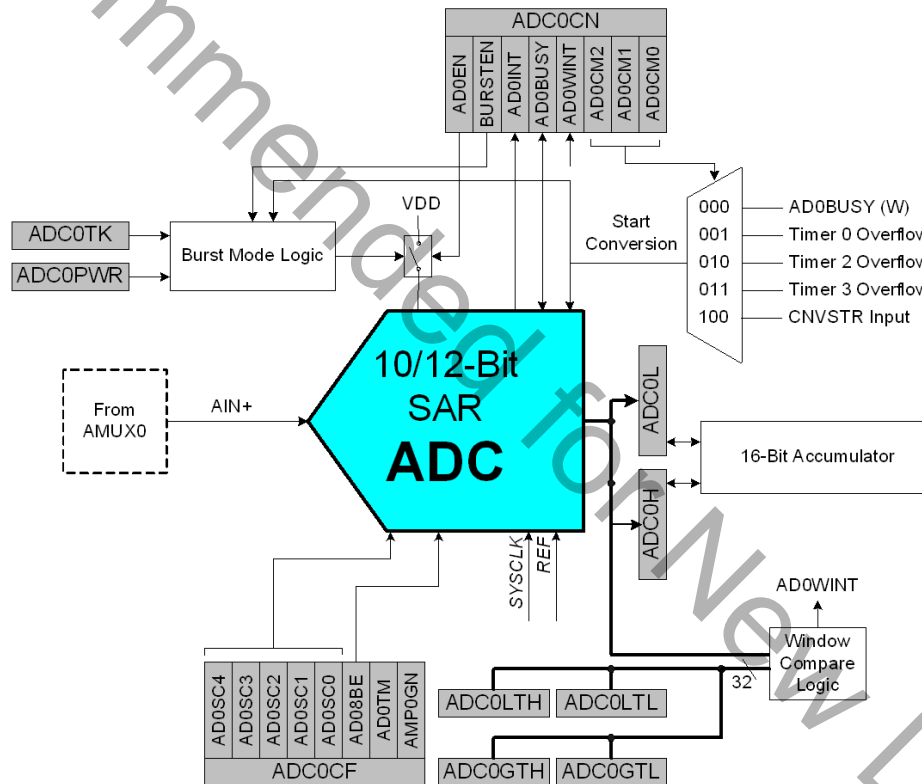 ADC0CN
AD0EN
BURSTEN
AD0INT
AD0BUSY
AD0WINT
AD0CM2
AD0CM1
AD0CM0
VDD
Start
Conversion
000
AD0BUSY (W)
001
Timer 0 Overflow
010
Timer 2 Overflow
011
Timer 3 Overflow
100
CNVSTR Input
ADC0TK
ADC0PWR
Burst Mode Logic
From
AMUX0
AIN+
10/12-Bit
SAR
ADC
ADC0L
ADC0H
16-Bit Accumulator
SYSCLK
REF
AD0WINT
Window
Compare
Logic
32
AD0SC4
AD0SC3
AD0SC2
AD0SC1
AD0SC0
AD08BE
AD0TM
AMP0GN
ADC0CF
ADC0LTH
ADC0LTL
ADC0GTH
ADC0GTL
mmended for New